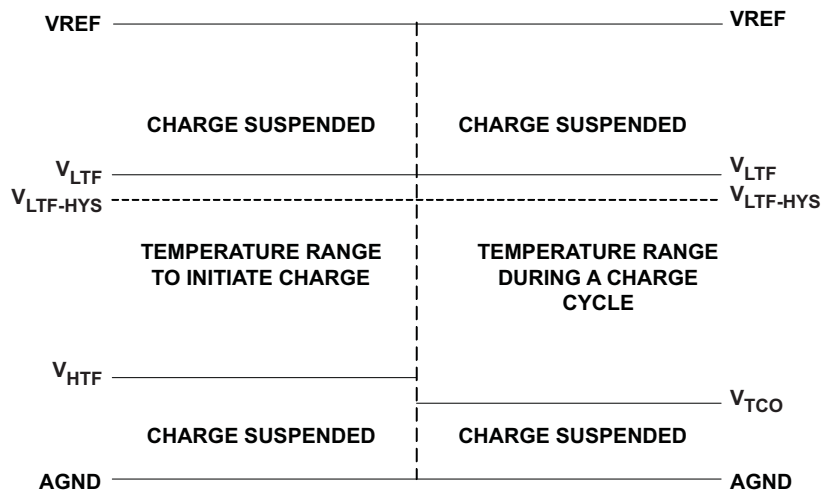 VREF
VREF
CHARGE SUSPENDED
CHARGE SUSPENDED
VLTF
VLTF
VLTF-HYS
VLTF-HYS
TEMPERATURE RANGE
TO INITIATE CHARGE
TEMPERATURE RANGE
DURING A CHARGE
CYCLE
VHTF
VTCO
CHARGE SUSPENDED
CHARGE SUSPENDED
AGND
AGND